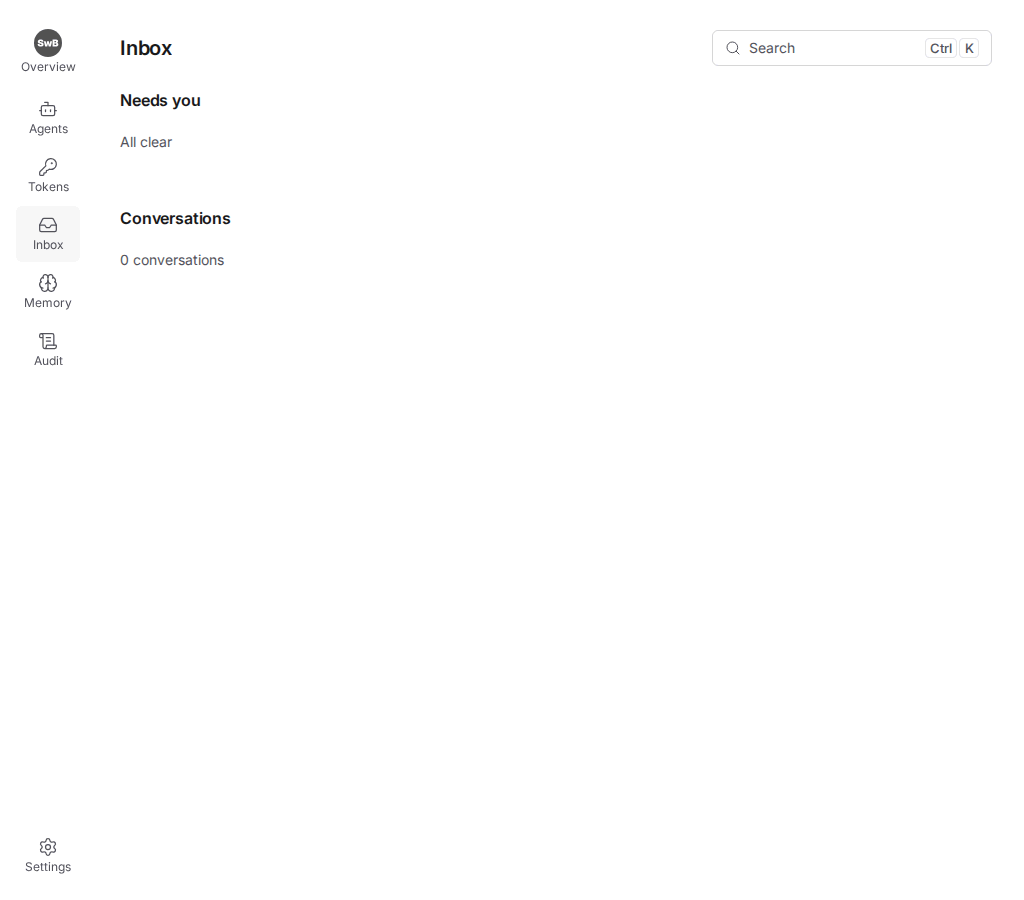 SwB
Overview
Agents
Tokens
Inbox
Memory
Audit
Settings
Inbox
Search
Ctrl K
Needs you
All clear
Conversations
0 conversations